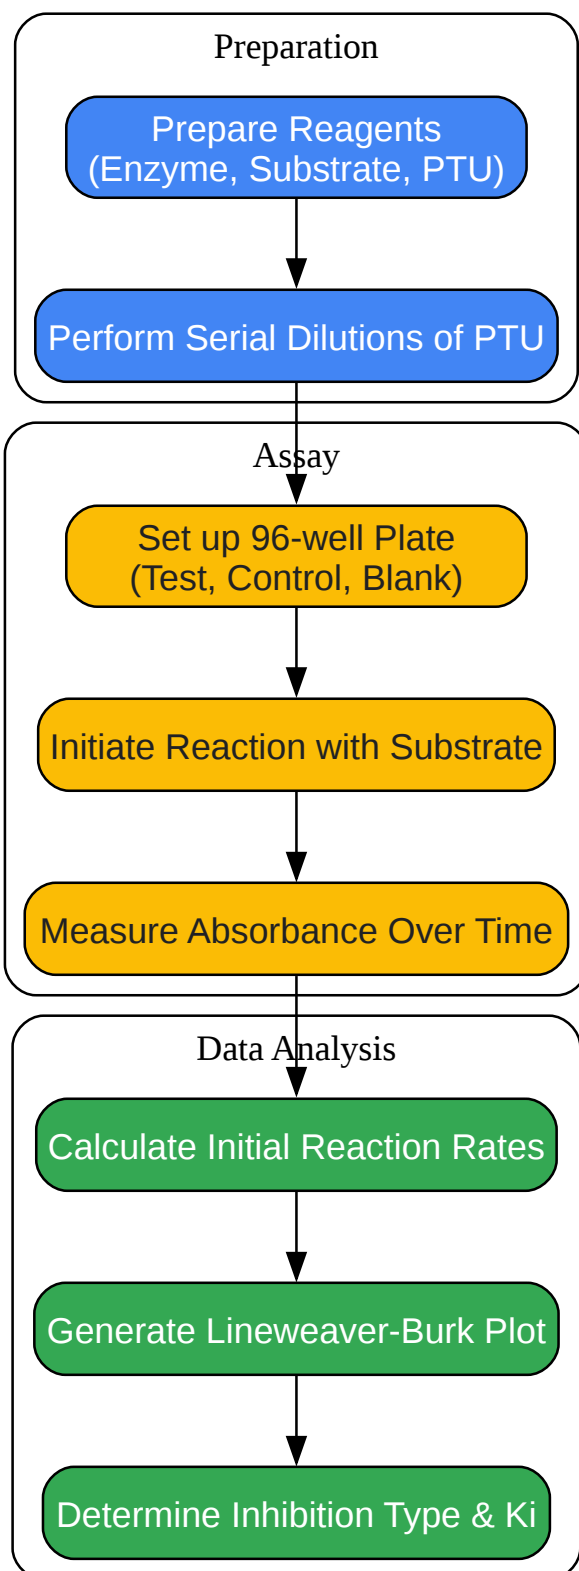 Preparation
Prepare Reagents
(Enzyme, Substrate, PTU)
Perform Serial Dilutions of PTU
Assay
Set up 96-well Plate
(Test, Control, Blank)
Initiate Reaction with Substrate
Measure Absorbance Over Time
Data Analysis
Calculate Initial Reaction Rates
Generate Lineweaver-Burk Plot
Determine Inhibition Type & Ki